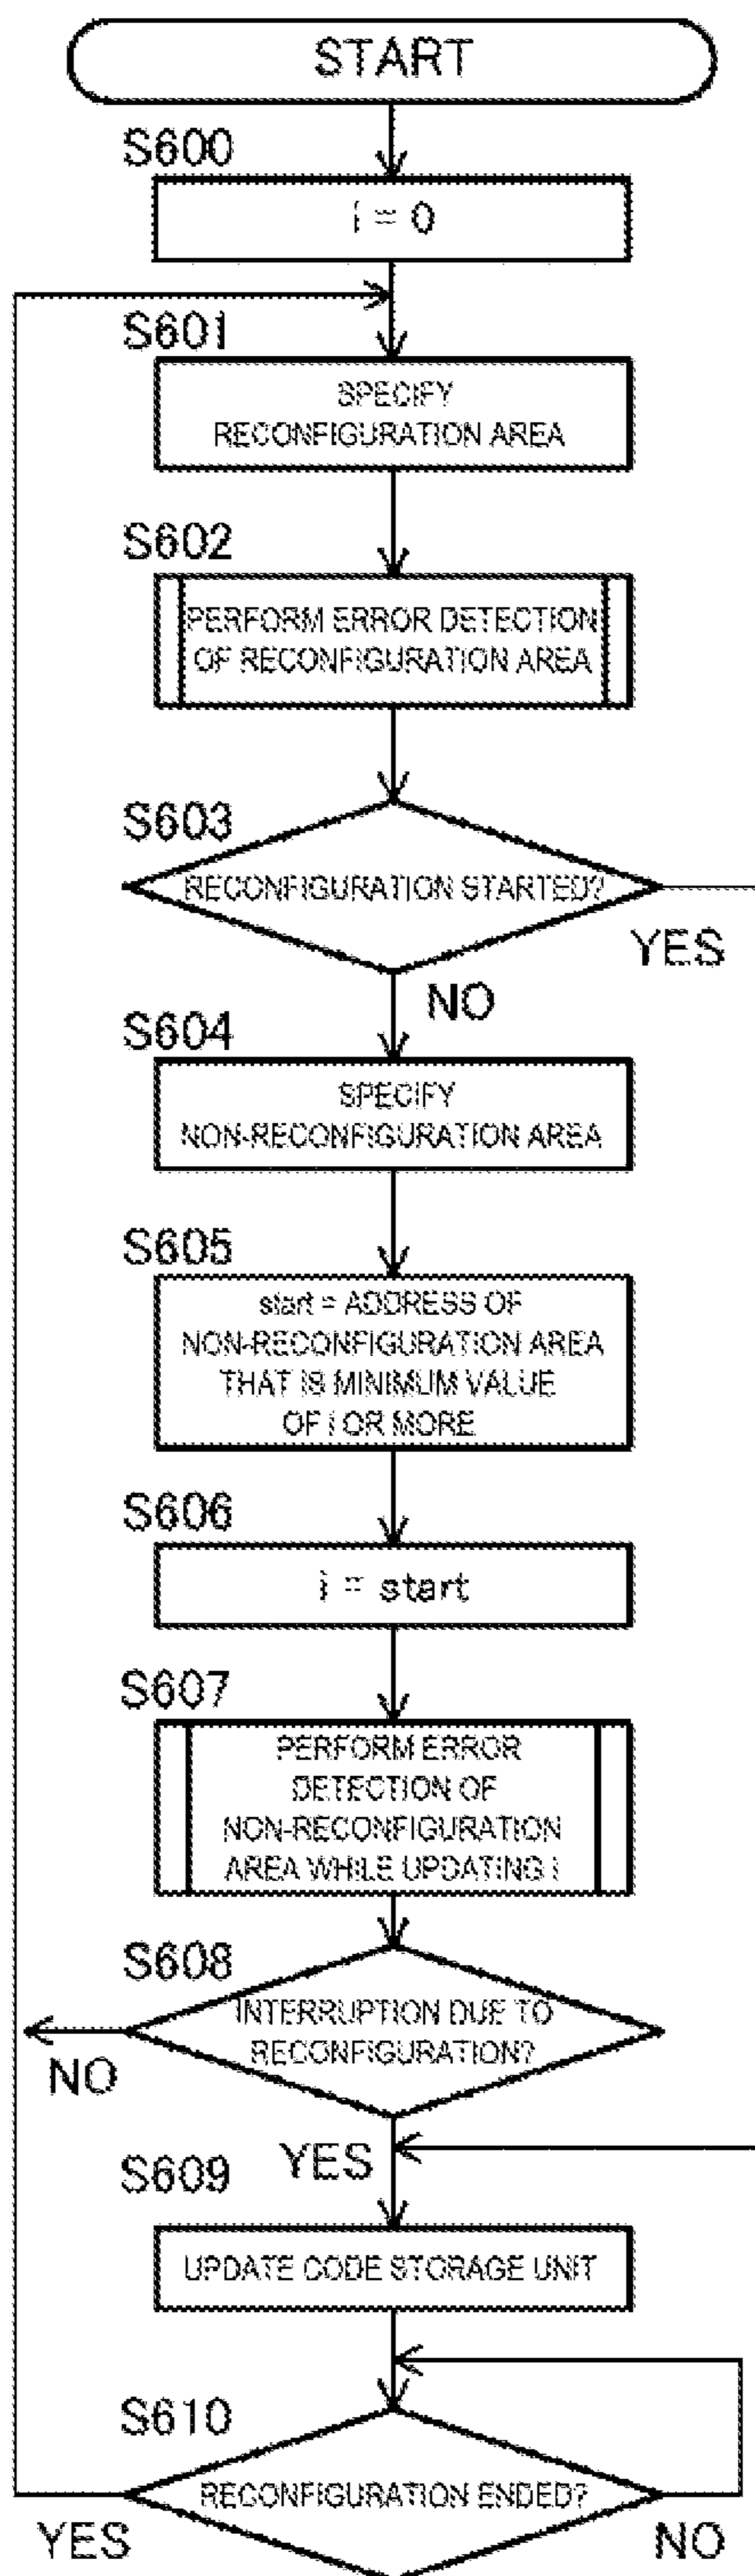 START
S600
i = 0
S601
SPECIFY
RECONFIGURATION AREA
S602
PERFORM ERROR DETECTION
OF RECONFIGURATION AREA
S603
RECONFIGURATION STARTED?
YES
NO
S604
SPECIFY
NON-RECONFIGURATION AREA
S605
start = ADDRESS OF
NON-RECONFIGURATION AREA
THAT IS MINIMUM VALUE
OF i OR MORE
S606
i = start
S607
PERFORM ERROR
DETECTION OF
NON-RECONFIGURATION
AREA WHILE UPDATING i
S608
INTERRUPTION DUE TO
RECONFIGURATION?
NO
YES
S609
UPDATE CODE STORAGE UNIT
S610
RECONFIGURATION ENDED?
YES
NO